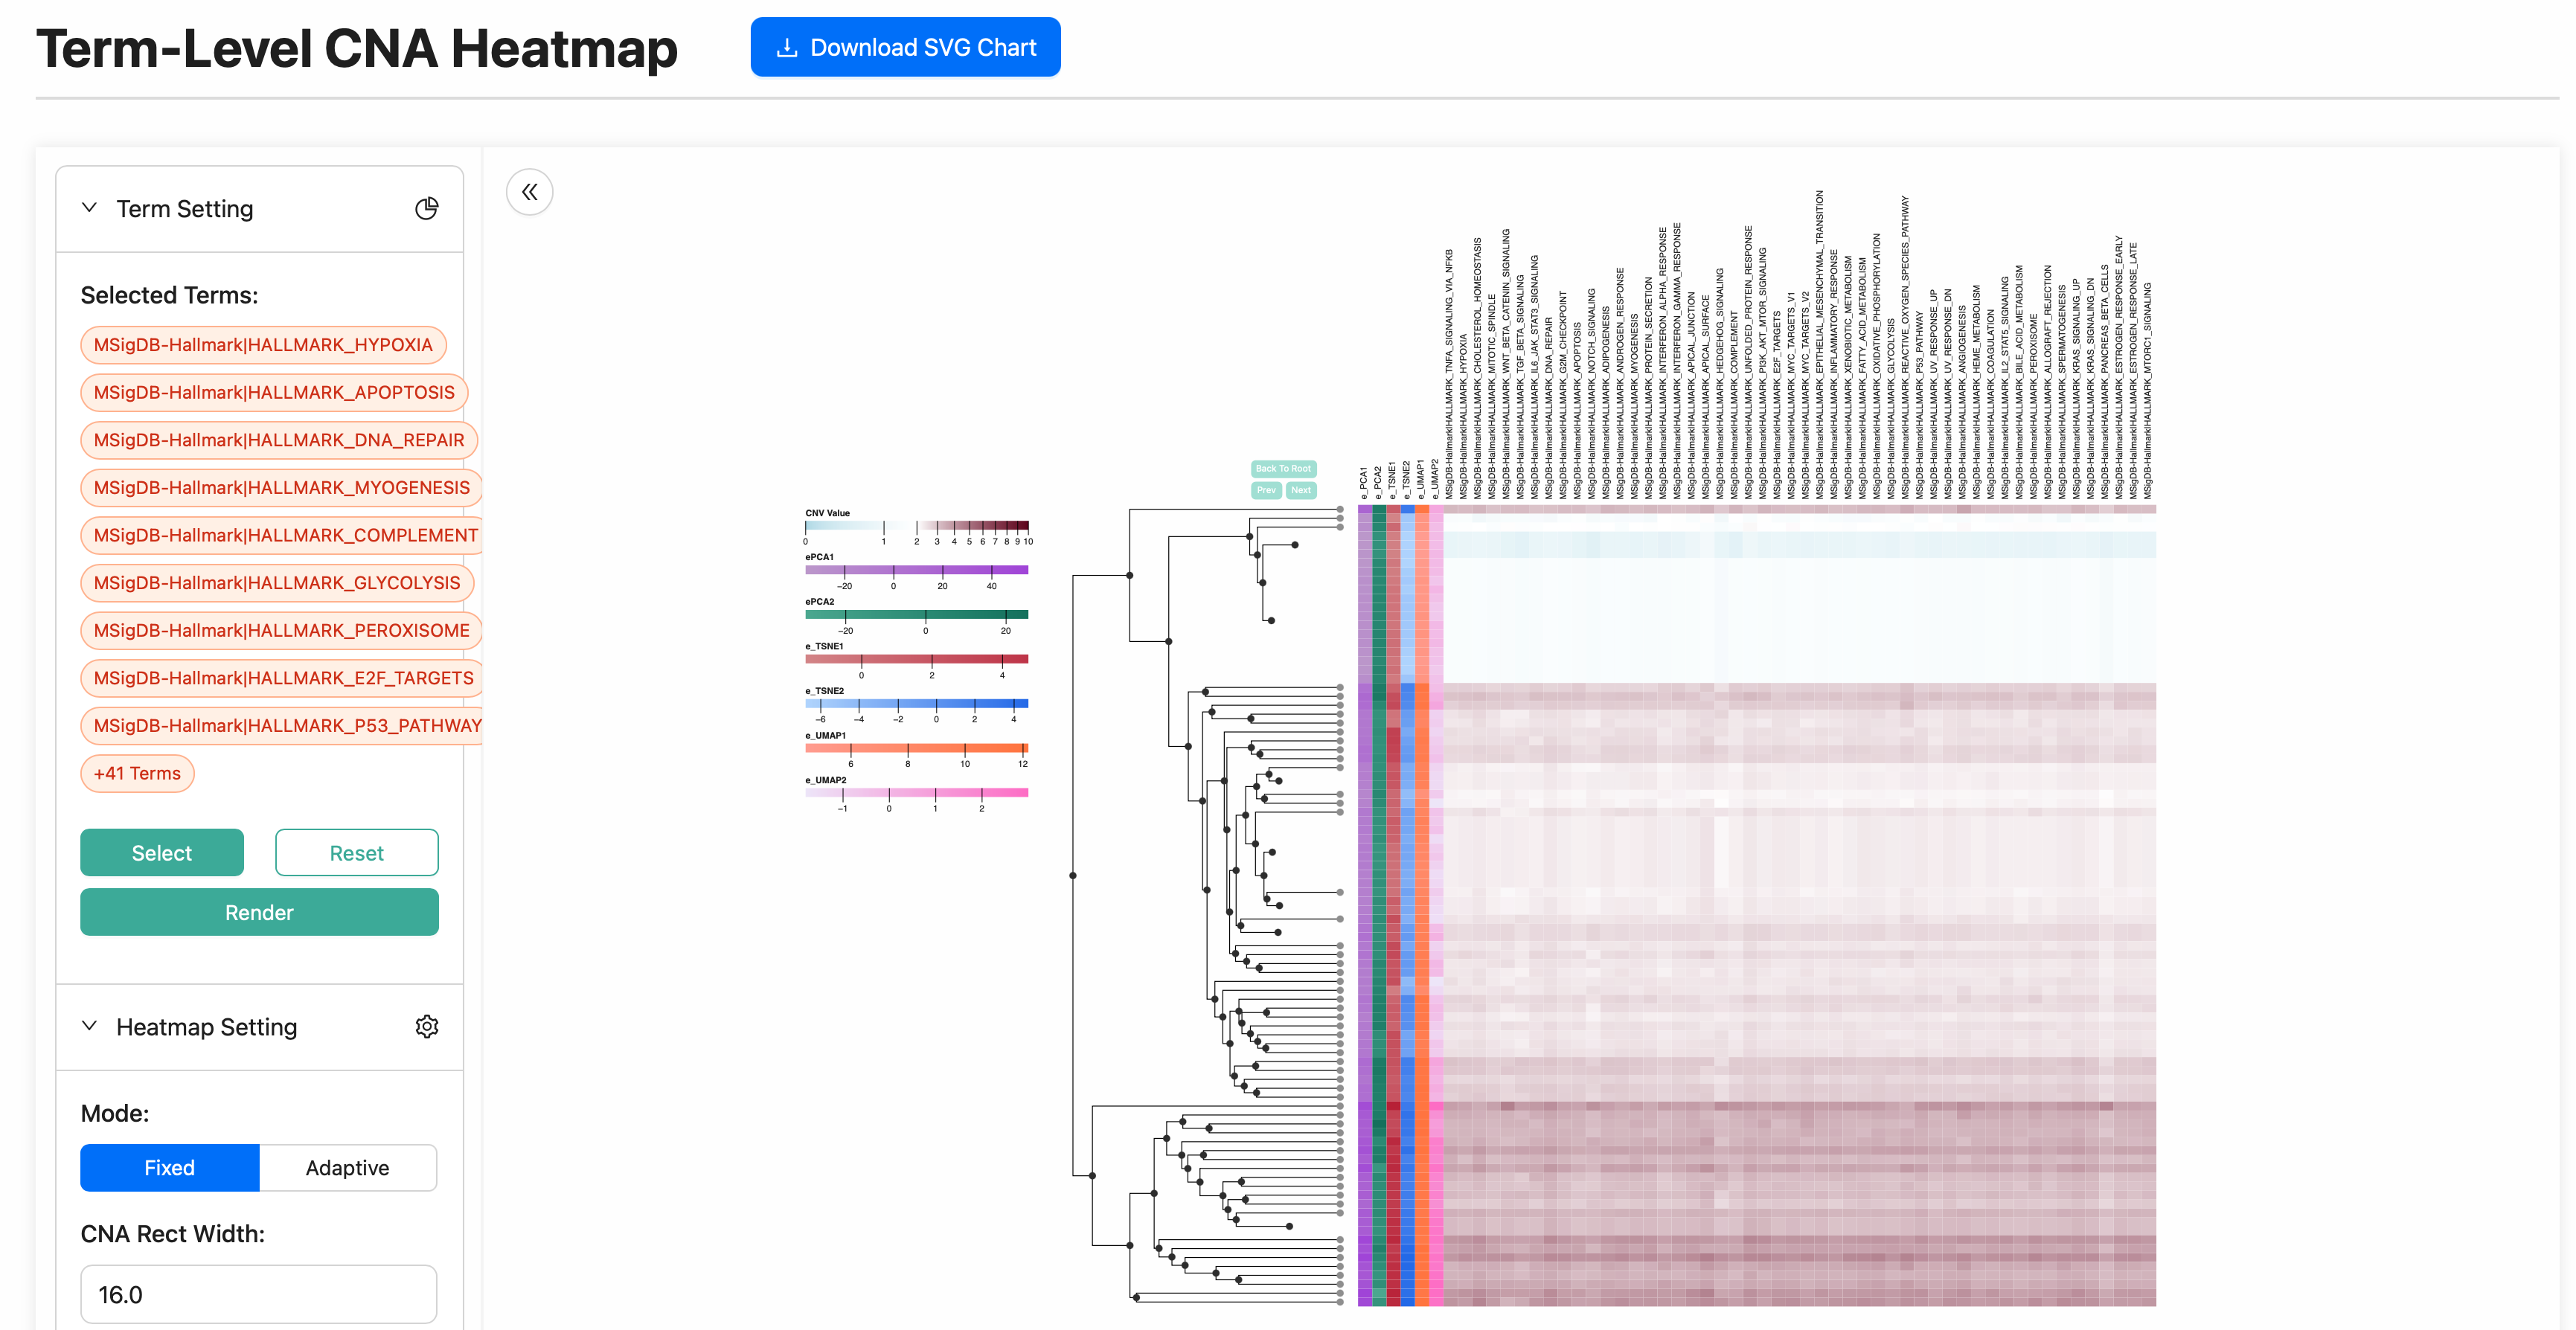 Term-Level CNA Heatmap
Download SVG Chart
Term Setting
Selected Terms:
MSigDB-Hallmark|HALLMARK_HYPOXIA
MSigDB-Hallmark|HALLMARK_APOPTOSIS
MSigDB-Hallmark|HALLMARK_DNA_REPAIR
MSigDB-Hallmark|HALLMARK_MYOGENESIS
MSigDB-Hallmark|HALLMARK_COMPLEMENT
MSigDB-Hallmark|HALLMARK_GLYCOLYSIS
MSigDB-Hallmark|HALLMARK_PEROXISOME
MSigDB-Hallmark|HALLMARK_E2F_TARGETS
MSigDB-Hallmark|HALLMARK_P53_PATHWAY
+41 Terms
Select
Reset
Render
Heatmap Setting
Mode:
Fixed
Adaptive
CNA Rect Width:
16.0
CNV Value
0 1 2 3 4 5 6 7 8 9 10
ePCA1
−20 0 20 40
ePCA2
−20 0 20
e_TSNE1
0 2 4
e_TSNE2
−6 −4 −2 0 2 4
e_UMAP1
6 8 10 12
e_UMAP2
−1 0 1 2
Back To Root
Prev
Next
e_PCA1
e_PCA2
e_TSNE1
e_TSNE2
e_UMAP1
e_UMAP2
MSigDB-Hallmark|HALLMARK_TNFA_SIGNALING_VIA_NFKB
MSigDB-Hallmark|HALLMARK_HYPOXIA
MSigDB-Hallmark|HALLMARK_CHOLESTEROL_HOMEOSTASIS
MSigDB-Hallmark|HALLMARK_MITOTIC_SPINDLE
MSigDB-Hallmark|HALLMARK_WNT_BETA_CATENIN_SIGNALING
MSigDB-Hallmark|HALLMARK_TGF_BETA_SIGNALING
MSigDB-Hallmark|HALLMARK_IL6_JAK_STAT3_SIGNALING
MSigDB-Hallmark|HALLMARK_DNA_REPAIR
MSigDB-Hallmark|HALLMARK_G2M_CHECKPOINT
MSigDB-Hallmark|HALLMARK_APOPTOSIS
MSigDB-Hallmark|HALLMARK_NOTCH_SIGNALING
MSigDB-Hallmark|HALLMARK_ADIPOGENESIS
MSigDB-Hallmark|HALLMARK_ANDROGEN_RESPONSE
MSigDB-Hallmark|HALLMARK_MYOGENESIS
MSigDB-Hallmark|HALLMARK_PROTEIN_SECRETION
MSigDB-Hallmark|HALLMARK_INTERFERON_ALPHA_RESPONSE
MSigDB-Hallmark|HALLMARK_INTERFERON_GAMMA_RESPONSE
MSigDB-Hallmark|HALLMARK_APICAL_JUNCTION
MSigDB-Hallmark|HALLMARK_APICAL_SURFACE
MSigDB-Hallmark|HALLMARK_HEDGEHOG_SIGNALING
MSigDB-Hallmark|HALLMARK_COMPLEMENT
MSigDB-Hallmark|HALLMARK_UNFOLDED_PROTEIN_RESPONSE
MSigDB-Hallmark|HALLMARK_PI3K_AKT_MTOR_SIGNALING
MSigDB-Hallmark|HALLMARK_E2F_TARGETS
MSigDB-Hallmark|HALLMARK_MYC_TARGETS_V1
MSigDB-Hallmark|HALLMARK_MYC_TARGETS_V2
MSigDB-Hallmark|HALLMARK_EPITHELIAL_MESENCHYMAL_TRANSITION
MSigDB-Hallmark|HALLMARK_INFLAMMATORY_RESPONSE
MSigDB-Hallmark|HALLMARK_XENOBIOTIC_METABOLISM
MSigDB-Hallmark|HALLMARK_FATTY_ACID_METABOLISM
MSigDB-Hallmark|HALLMARK_OXIDATIVE_PHOSPHORYLATION
MSigDB-Hallmark|HALLMARK_GLYCOLYSIS
MSigDB-Hallmark|HALLMARK_REACTIVE_OXYGEN_SPECIES_PATHWAY
MSigDB-Hallmark|HALLMARK_P53_PATHWAY
MSigDB-Hallmark|HALLMARK_UV_RESPONSE_UP
MSigDB-Hallmark|HALLMARK_UV_RESPONSE_DN
MSigDB-Hallmark|HALLMARK_ANGIOGENESIS
MSigDB-Hallmark|HALLMARK_HEME_METABOLISM
MSigDB-Hallmark|HALLMARK_COAGULATION
MSigDB-Hallmark|HALLMARK_IL2_STAT5_SIGNALING
MSigDB-Hallmark|HALLMARK_BILE_ACID_METABOLISM
MSigDB-Hallmark|HALLMARK_PEROXISOME
MSigDB-Hallmark|HALLMARK_ALLOGRAFT_REJECTION
MSigDB-Hallmark|HALLMARK_SPERMATOGENESIS
MSigDB-Hallmark|HALLMARK_KRAS_SIGNALING_UP
MSigDB-Hallmark|HALLMARK_KRAS_SIGNALING_DN
MSigDB-Hallmark|HALLMARK_PANCREAS_BETA_CELLS
MSigDB-Hallmark|HALLMARK_ESTROGEN_RESPONSE_EARLY
MSigDB-Hallmark|HALLMARK_ESTROGEN_RESPONSE_LATE
MSigDB-Hallmark|HALLMARK_MTORC1_SIGNALING